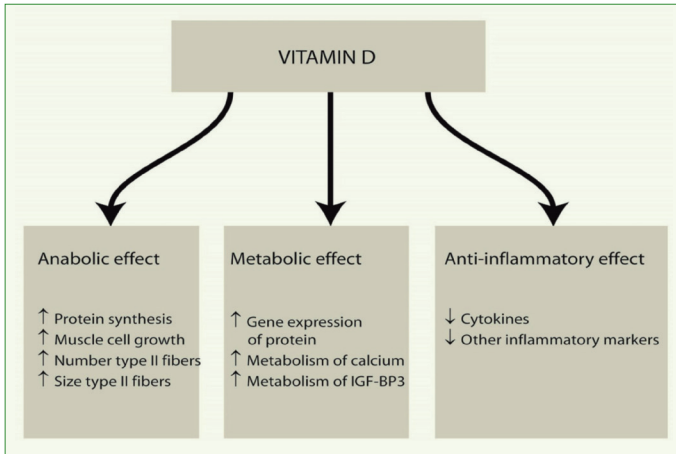 VITAMIN D
Anabolic effect
↑ Protein synthesis
↑ Muscle cell growth
↑ Number type II fibers
↑ Size type II fibers
Metabolic effect
↑ Gene expression
of protein
↑ Metabolism of calcium
↑ Metabolism of IGF-BP3
Anti-inflammatory effect
↓ Cytokines
↓ Other inflammatory markers